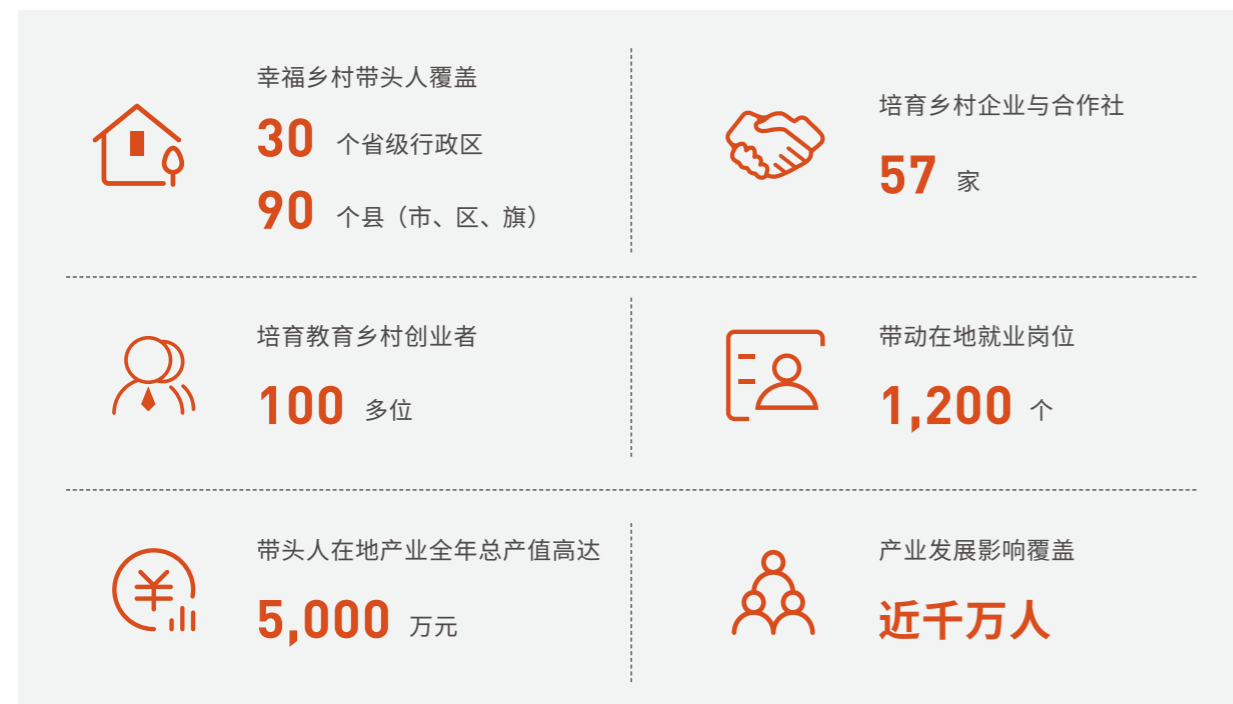 幸福乡村带头人覆盖
30 个省级行政区
90 个县（市、区、旗）
培育乡村企业与合作社
57 家
培育教育乡村创业者
100 多位
带动在地就业岗位
1,200 个
带头人在地产业全年总产值高达
5,000 万元
产业发展影响覆盖
近千万人